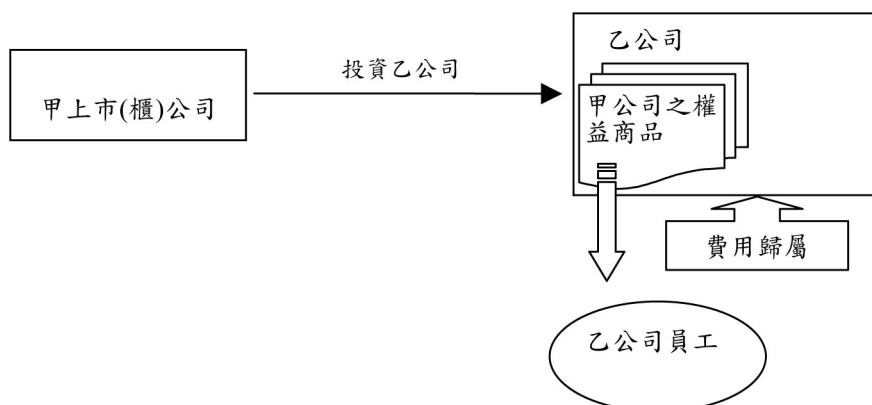 乙公司
投資乙公司
甲上市(櫃)公司
甲公司之權
益商品
費用歸屬
乙公司員工